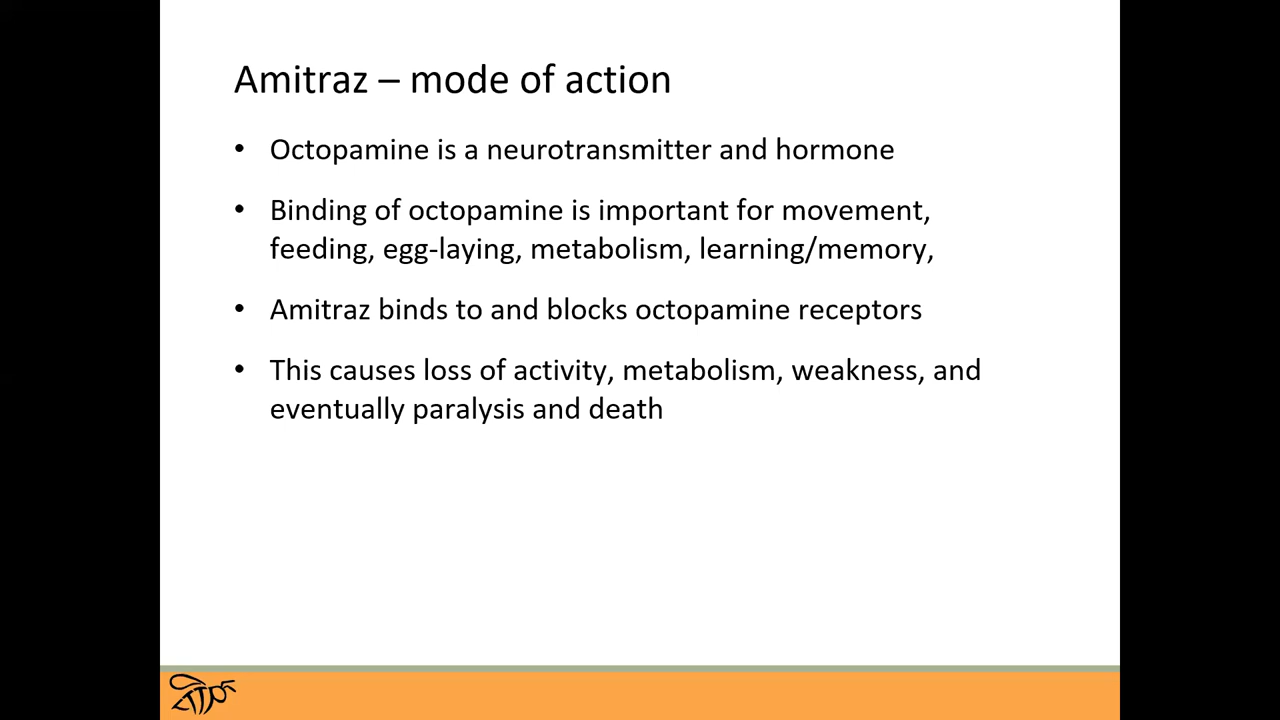 Amitraz – mode of action
• Octopamine is a neurotransmitter and hormone
• Binding of octopamine is important for movement,
feeding, egg-laying, metabolism, learning/memory,
• Amitraz binds to and blocks octopamine receptors
• This causes loss of activity, metabolism, weakness, and
eventually paralysis and death